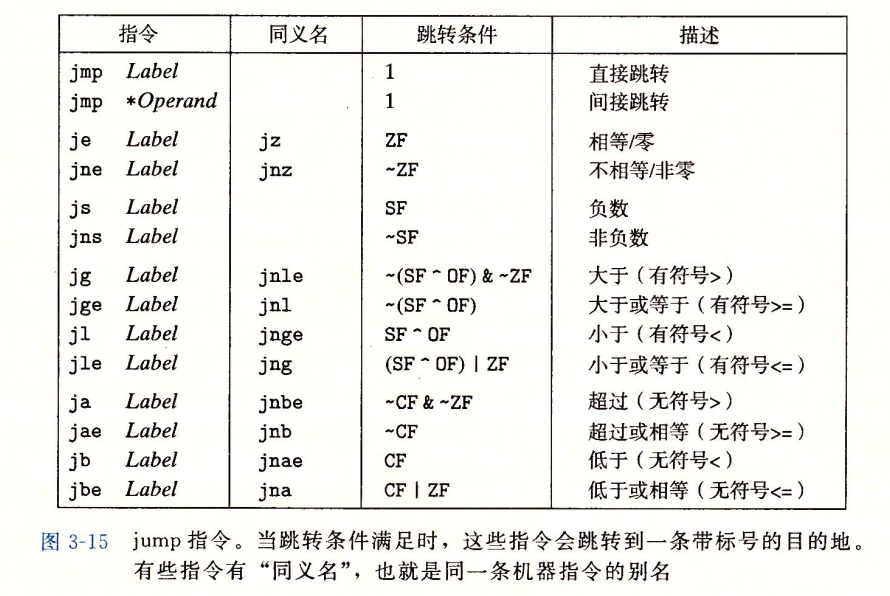 指令 同义名 跳转条件 描述
jmp Label 1 直接跳转
jmp *Operand 1 间接跳转
je Label jz ZF 相等/零
jne Label jnz ~ZF 不相等/非零
js Label SF 负数
jns Label ~SF 非负数
jg Label jnle ~(SF ^ OF) & ~ZF 大于（有符号>）
jge Label jnl ~(SF ^ OF) 大于或等于（有符号>=）
jl Label jnge SF ^ OF 小于（有符号<）
jle Label jng (SF ^ OF) | ZF 小于或等于（有符号<=）
ja Label jnbe ~CF & ~ZF 超过（无符号>）
jae Label jnb ~CF 超过或相等（无符号>=）
jb Label jnae CF 低于（无符号<）
jbe Label jna CF | ZF 低于或相等（无符号<=）
图 3-15 jump 指令。当跳转条件满足时，这些指令会跳转到一条带标号的目的地。
有些指令有“同义名”，也就是同一条机器指令的别名